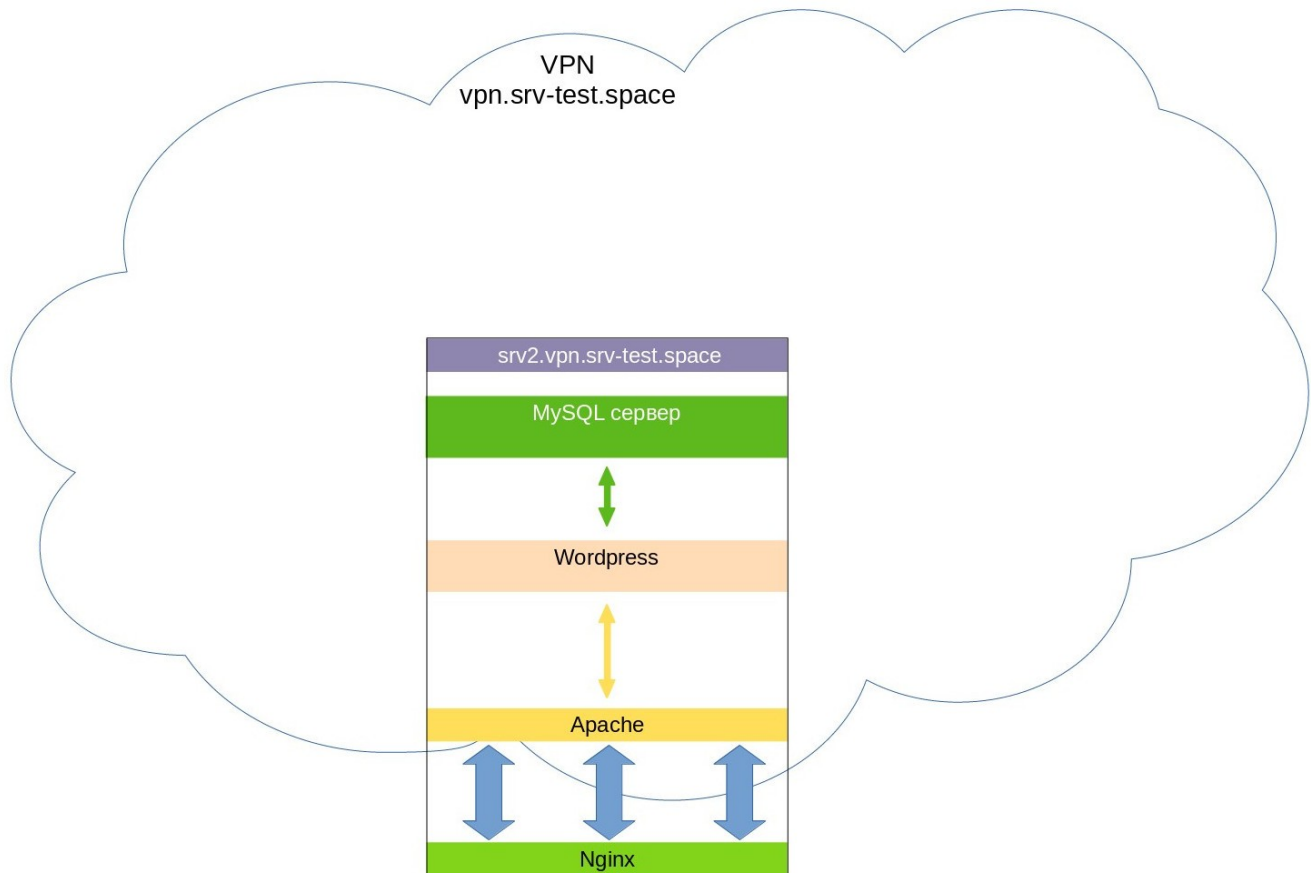 VPN
vpn.srv-test.space
srv2.vpn.srv-test.space
MySQL сервер
Wordpress
Apache
Nginx